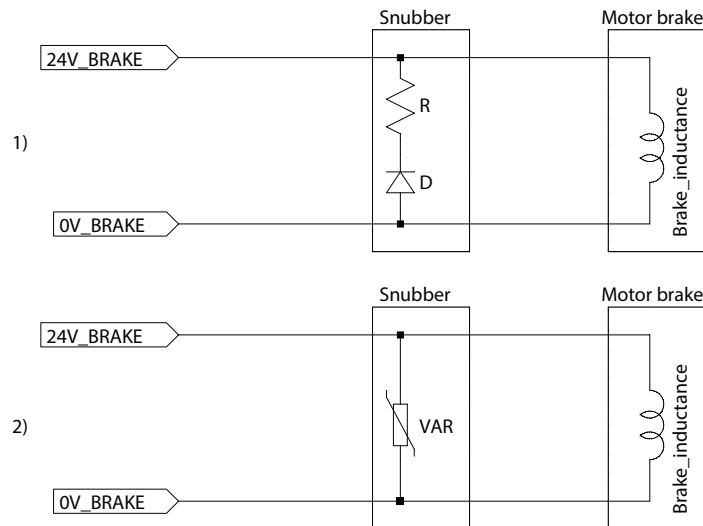 Snubber
Motor brake
24V_BRAKE
R
1)
D
Brake_inductance
0V_BRAKE
Snubber
Motor brake
24V_BRAKE
2)
VAR
Brake_inductance
0V_BRAKE